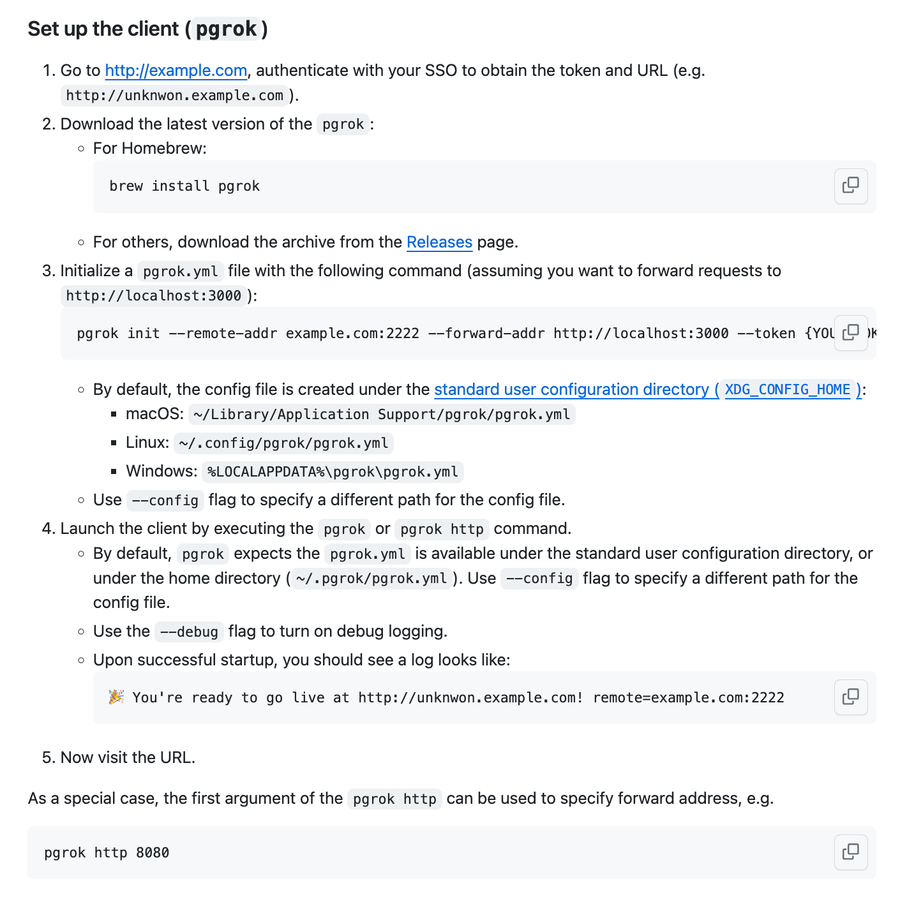 Set up the client (pgrok)
1. Go to http://example.com, authenticate with your SSO to obtain the token and URL (e.g.
http://unknwon.example.com ).
2. Download the latest version of the pgrok :
For Homebrew:
brew install pgrok
For others, download the archive from the Releases page.
3. Initialize a pgrok.yml file with the following command (assuming you want to forward requests to
http://localhost:3000 ):
pgrok init --remote-addr example.com:2222 --forward-addr http://localhost:3000 --token
By default, the config file is created under the standard user configuration directory ( XDG_CONFIG_HOME ):
macOS: ~/Library/Application Support/pgrok/pgrok.yml
Linux: ~/.config/pgrok/pgrok.yml
Windows: %LOCALAPPDATA%\pgrok\pgrok.yml
Use --config flag to specify a different path for the config file.
4. Launch the client by executing the pgrok or pgrok http command.
By default, pgrok expects the pgrok.yml is available under the standard user configuration directory, or
under the home directory ( ~/.pgrok/pgrok.yml ). Use --config flag to specify a different path for the
config file.
Use the --debug flag to turn on debug logging.
Upon successful startup, you should see a log looks like:
🎉 You're ready to go live at http://unknwon.example.com! remote=example.com:2222
5. Now visit the URL.
As a special case, the first argument of the pgrok http can be used to specify forward address, e.g.
pgrok http 8080